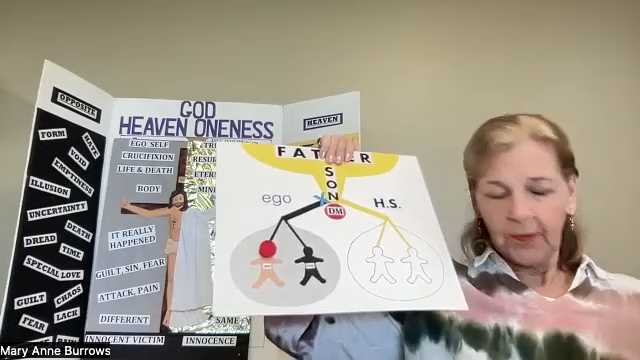 OPPOSITE
FORM
HATE
VOID
EMPTINESS
ILLUSION
UNCERTAINTY
DEATH
DREAD
TIME
SPECIAL LOVE
GUILT
CHAOS
LACK
FEAR
GOD
HEAVEN ONENESS
EGO SELF
CRUCIFIXION
LIFE & DEATH
BODY
IT REALLY
HAPPENED
GUILT, SIN, FEAR
ATTACK, PAIN
DIFFERENT
INNOCENT VICTIM
SAME
INNOCENCE
HEAVEN
FATHER
SON
DM
ego
H.S.
Mary Anne Burrows